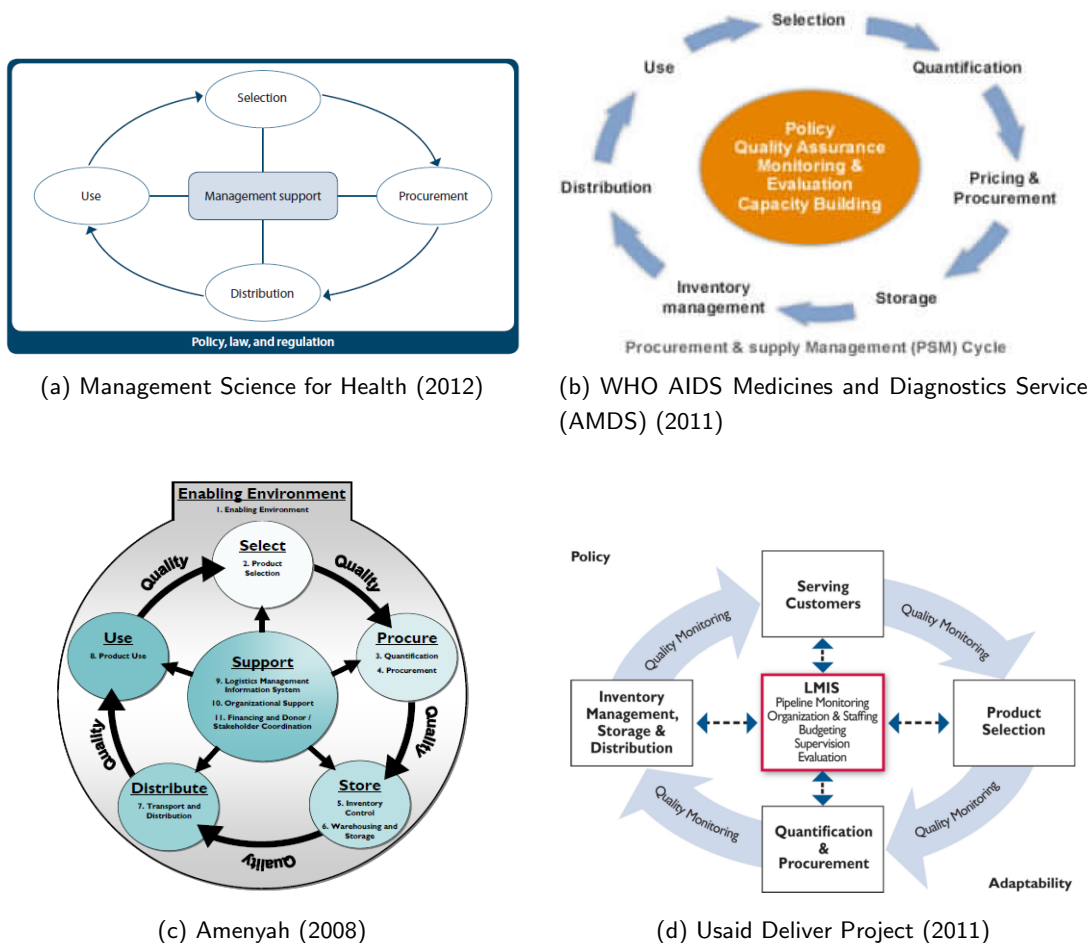 Selection
Use
Management support
Procurement
Distribution
Policy, law, and regulation
(a) Management Science for Health (2012)
Selection
Use
Quantification
Policy
Quality Assurance
Monitoring &
Evaluation
Capacity Building
Distribution
Pricing &
Procurement
Inventory
management
Storage
Procurement & supply Management (PSM) Cycle
(b) WHO AIDS Medicines and Diagnostics Service
(AMDS) (2011)
Enabling Environment
1. Enabling Environment
Select
2. Product
Selection
Quality
Quality
Use
8. Product Use
Procure
3. Quantification
4. Procurement
Support
9. Logistics Management
Information System
10. Organizational Support
11. Financing and Donor /
Stakeholder Coordination
Quality
Quality
Distribute
7. Transport and
Distribution
Store
5. Inventory
Control
6. Warehousing and
Storage
Quality
(c) Amenyah (2008)
Policy
Serving
Customers
Quality Monitoring
Quality Monitoring
Inventory
Management,
Storage &
Distribution
LMIS
Pipeline Monitoring
Organization & Staffing
Budgeting
Supervision
Evaluation
Product
Selection
Quality Monitoring
Quality Monitoring
Quantification
&
Procurement
Adaptability
(d) Usaid Deliver Project (2011)